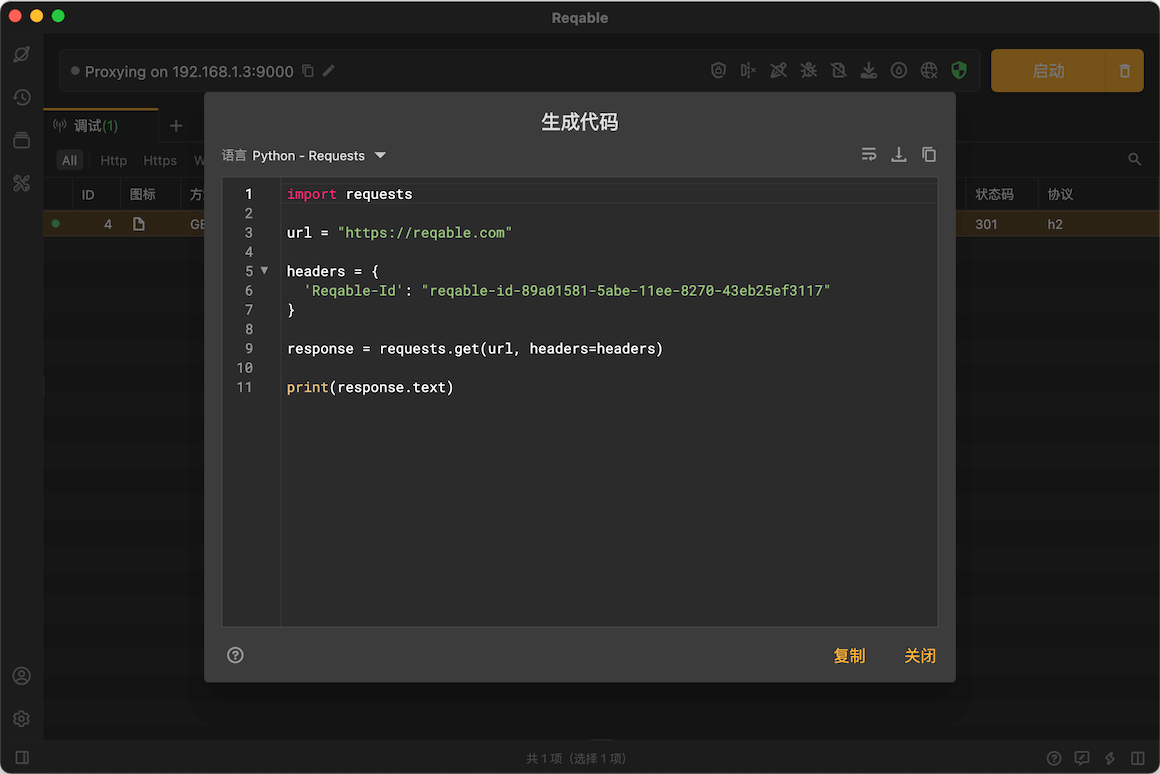 Reqable
Proxying on 192.168.1.3:9000
启动
调试(1)
All Http Https W
ID 图标 方 状态码 协议
4 GE 301 h2
生成代码
语言 Python - Requests
1 import requests
2
3 url = "https://reqable.com"
4
5 headers = {
6 'Reqable-Id': "reqable-id-89a01581-5abe-11ee-8270-43eb25ef3117"
7 }
8
9 response = requests.get(url, headers=headers)
10
11 print(response.text)
复制 关闭
共 1 项（选择 1 项）